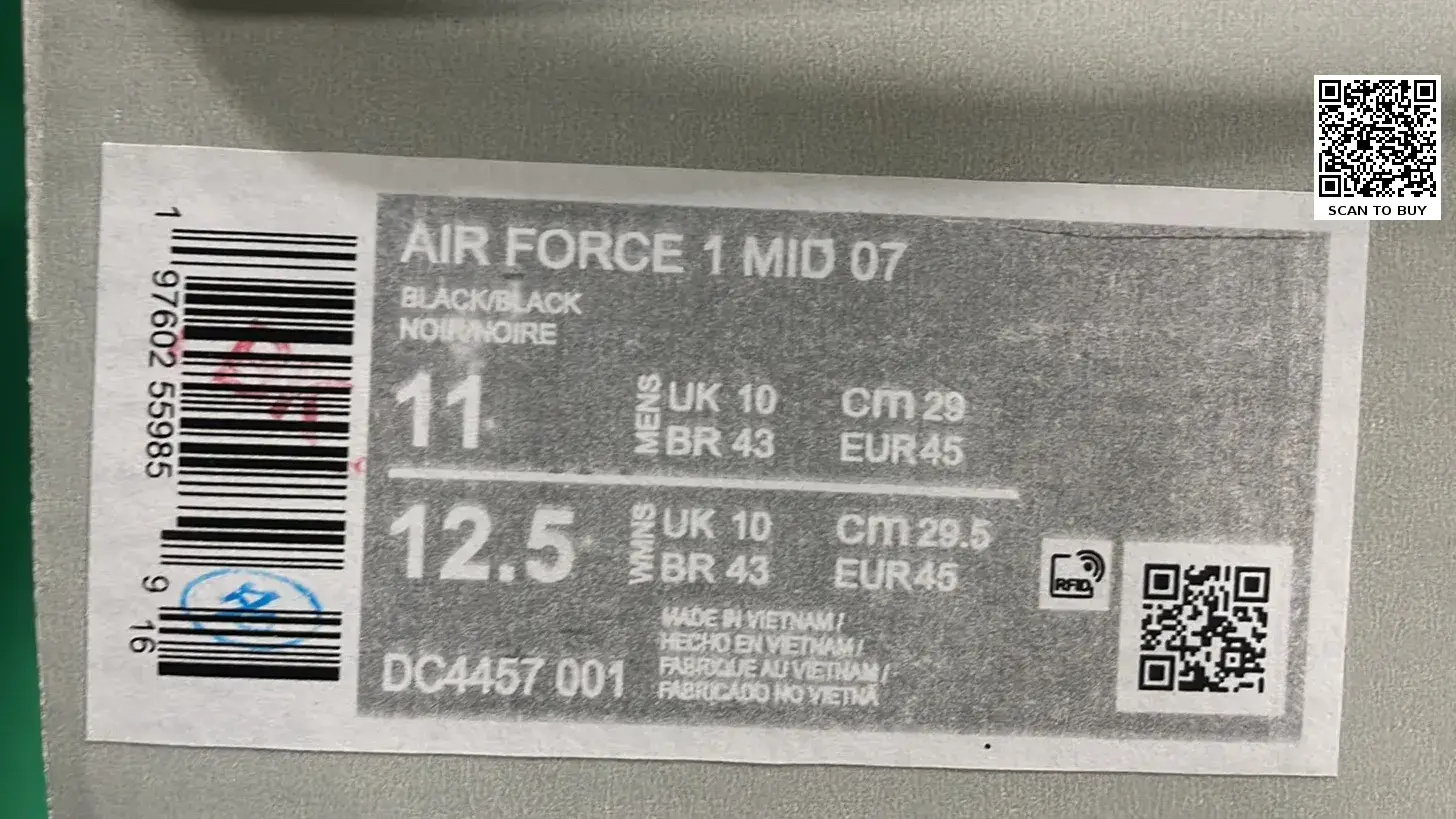 SCAN TO BUY
AIR FORCE 1 MID 07
BLACK/BLACK
NOIR/NOIRE
11
MENS
UK 10
cm 29
BR 43
EUR 45
12.5
WMNS
UK 10
cm 29.5
BR 43
EUR 45
RFID
MADE IN VIETNAM /
HECHO EN VIETNAM /
FABRIQUE AU VIETNAM /
FABRICADO NO VIETNÃ
DC4457 001
1 97602 55985 9 16